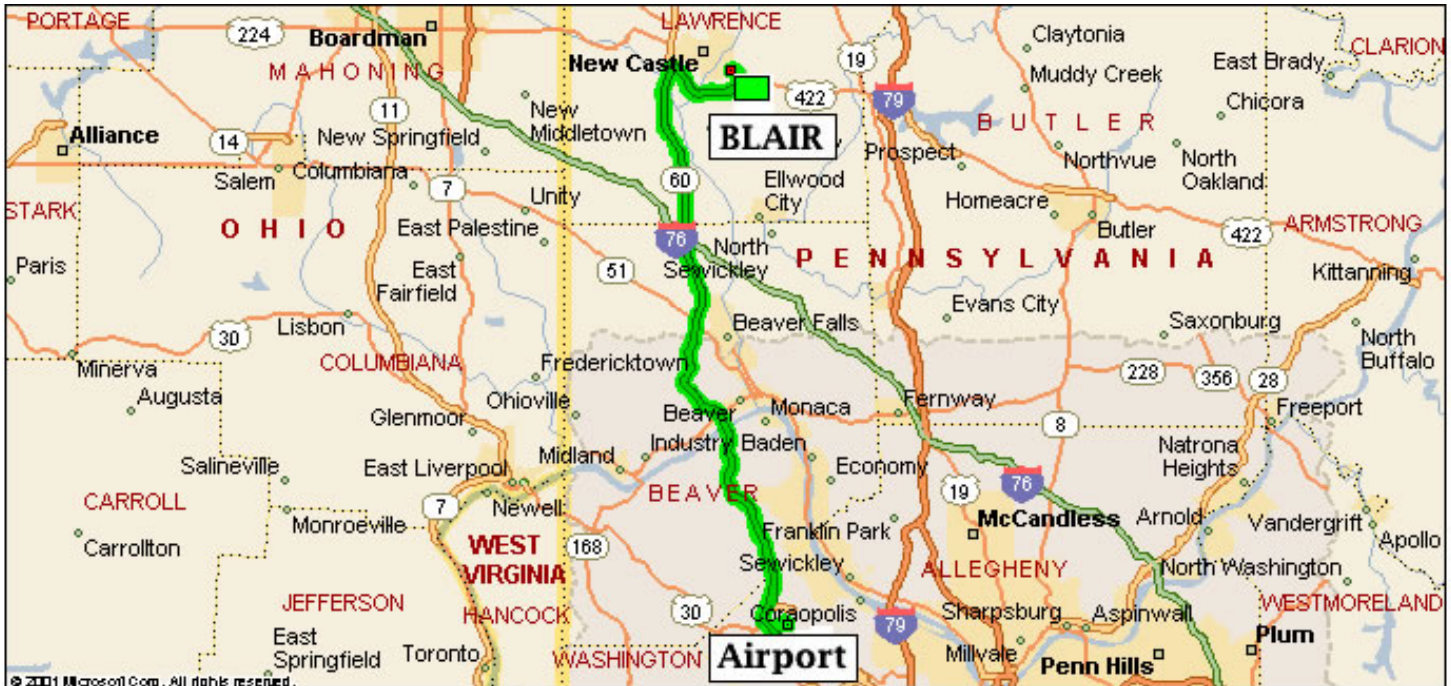 PORTAGE
224
Boardman
LAWRENCE
19
Claytonia
CLARION
MAHONING
New Castle
422
79
Muddy Creek
East Brady
Chicora
11
New
Middletown
BUTLER
Alliance
14
New Springfield
BLAIR
Prospect
Northvue
North
Oakland
Salem
Columbiana
7
Unity
60
Ellwood
City
Homeacre
STARK
OHIO
East Palestine
76
North
Sewickley
Butler
422
ARMSTRONG
PENNSYLVANIA
Paris
East
Fairfield
51
Kittanning
Evans City
30
Lisbon
Beaver Falls
Saxonburg
North
Buffalo
COLUMBIANA
Minerva
Fredericktown
228
356
28
Augusta
Glenmoor
Ohioville
Beaver
Monaca
Fernway
Freeport
8
Salineville
East Liverpool
Midland
Industry
Baden
Economy
Natrona
Heights
CARROLL
7
Newell
BEAVER
19
76
Monroeville
Franklin Park
McCandless
Arnold
Vandergrift
Carrollton
WEST
VIRGINIA
168
Apollo
Sewickley
ALLEGHENY
North Washington
JEFFERSON
HANCOCK
30
Coraopolis
79
Sharpsburg
Aspinwall
WESTMORELAND
East
Springfield
Toronto
WASHINGTON
Airport
Millvale
Penn Hills
Plum
© 2001 Microsoft Corp. All rights reserved.